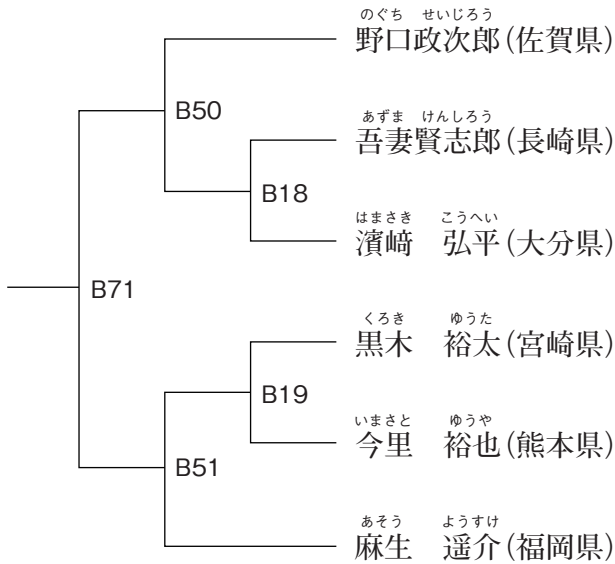 のぐち せいじろう
野口政次郎(佐賀県)
B50
あずま けんしろう
吾妻賢志郎(長崎県)
B18
はまさき こうへい
濵﨑 弘平(大分県)
B71
くろき ゆうた
黒木 裕太(宮崎県)
B19
いまさと ゆうや
今里 裕也(熊本県)
B51
あそう ようすけ
麻生 遥介(福岡県)